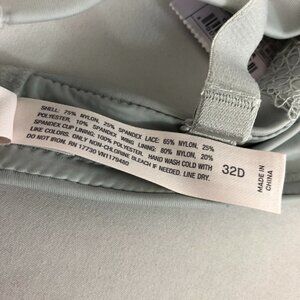 SHELL: 75% NYLON, 25% SPANDEX LACE: 65% NYLON, 25%
POLYESTER, 10% SPANDEX WING LINING: 80% NYLON, 20%
SPANDEX CUP LINING: 100% POLYESTER. HAND WASH COLD WITH
LIKE COLORS. ONLY NON-CHLORINE BLEACH IF NEEDED. LINE DRY.
DO NOT IRON. RN 17730 VN1179480
32D
MADE IN
CHINA